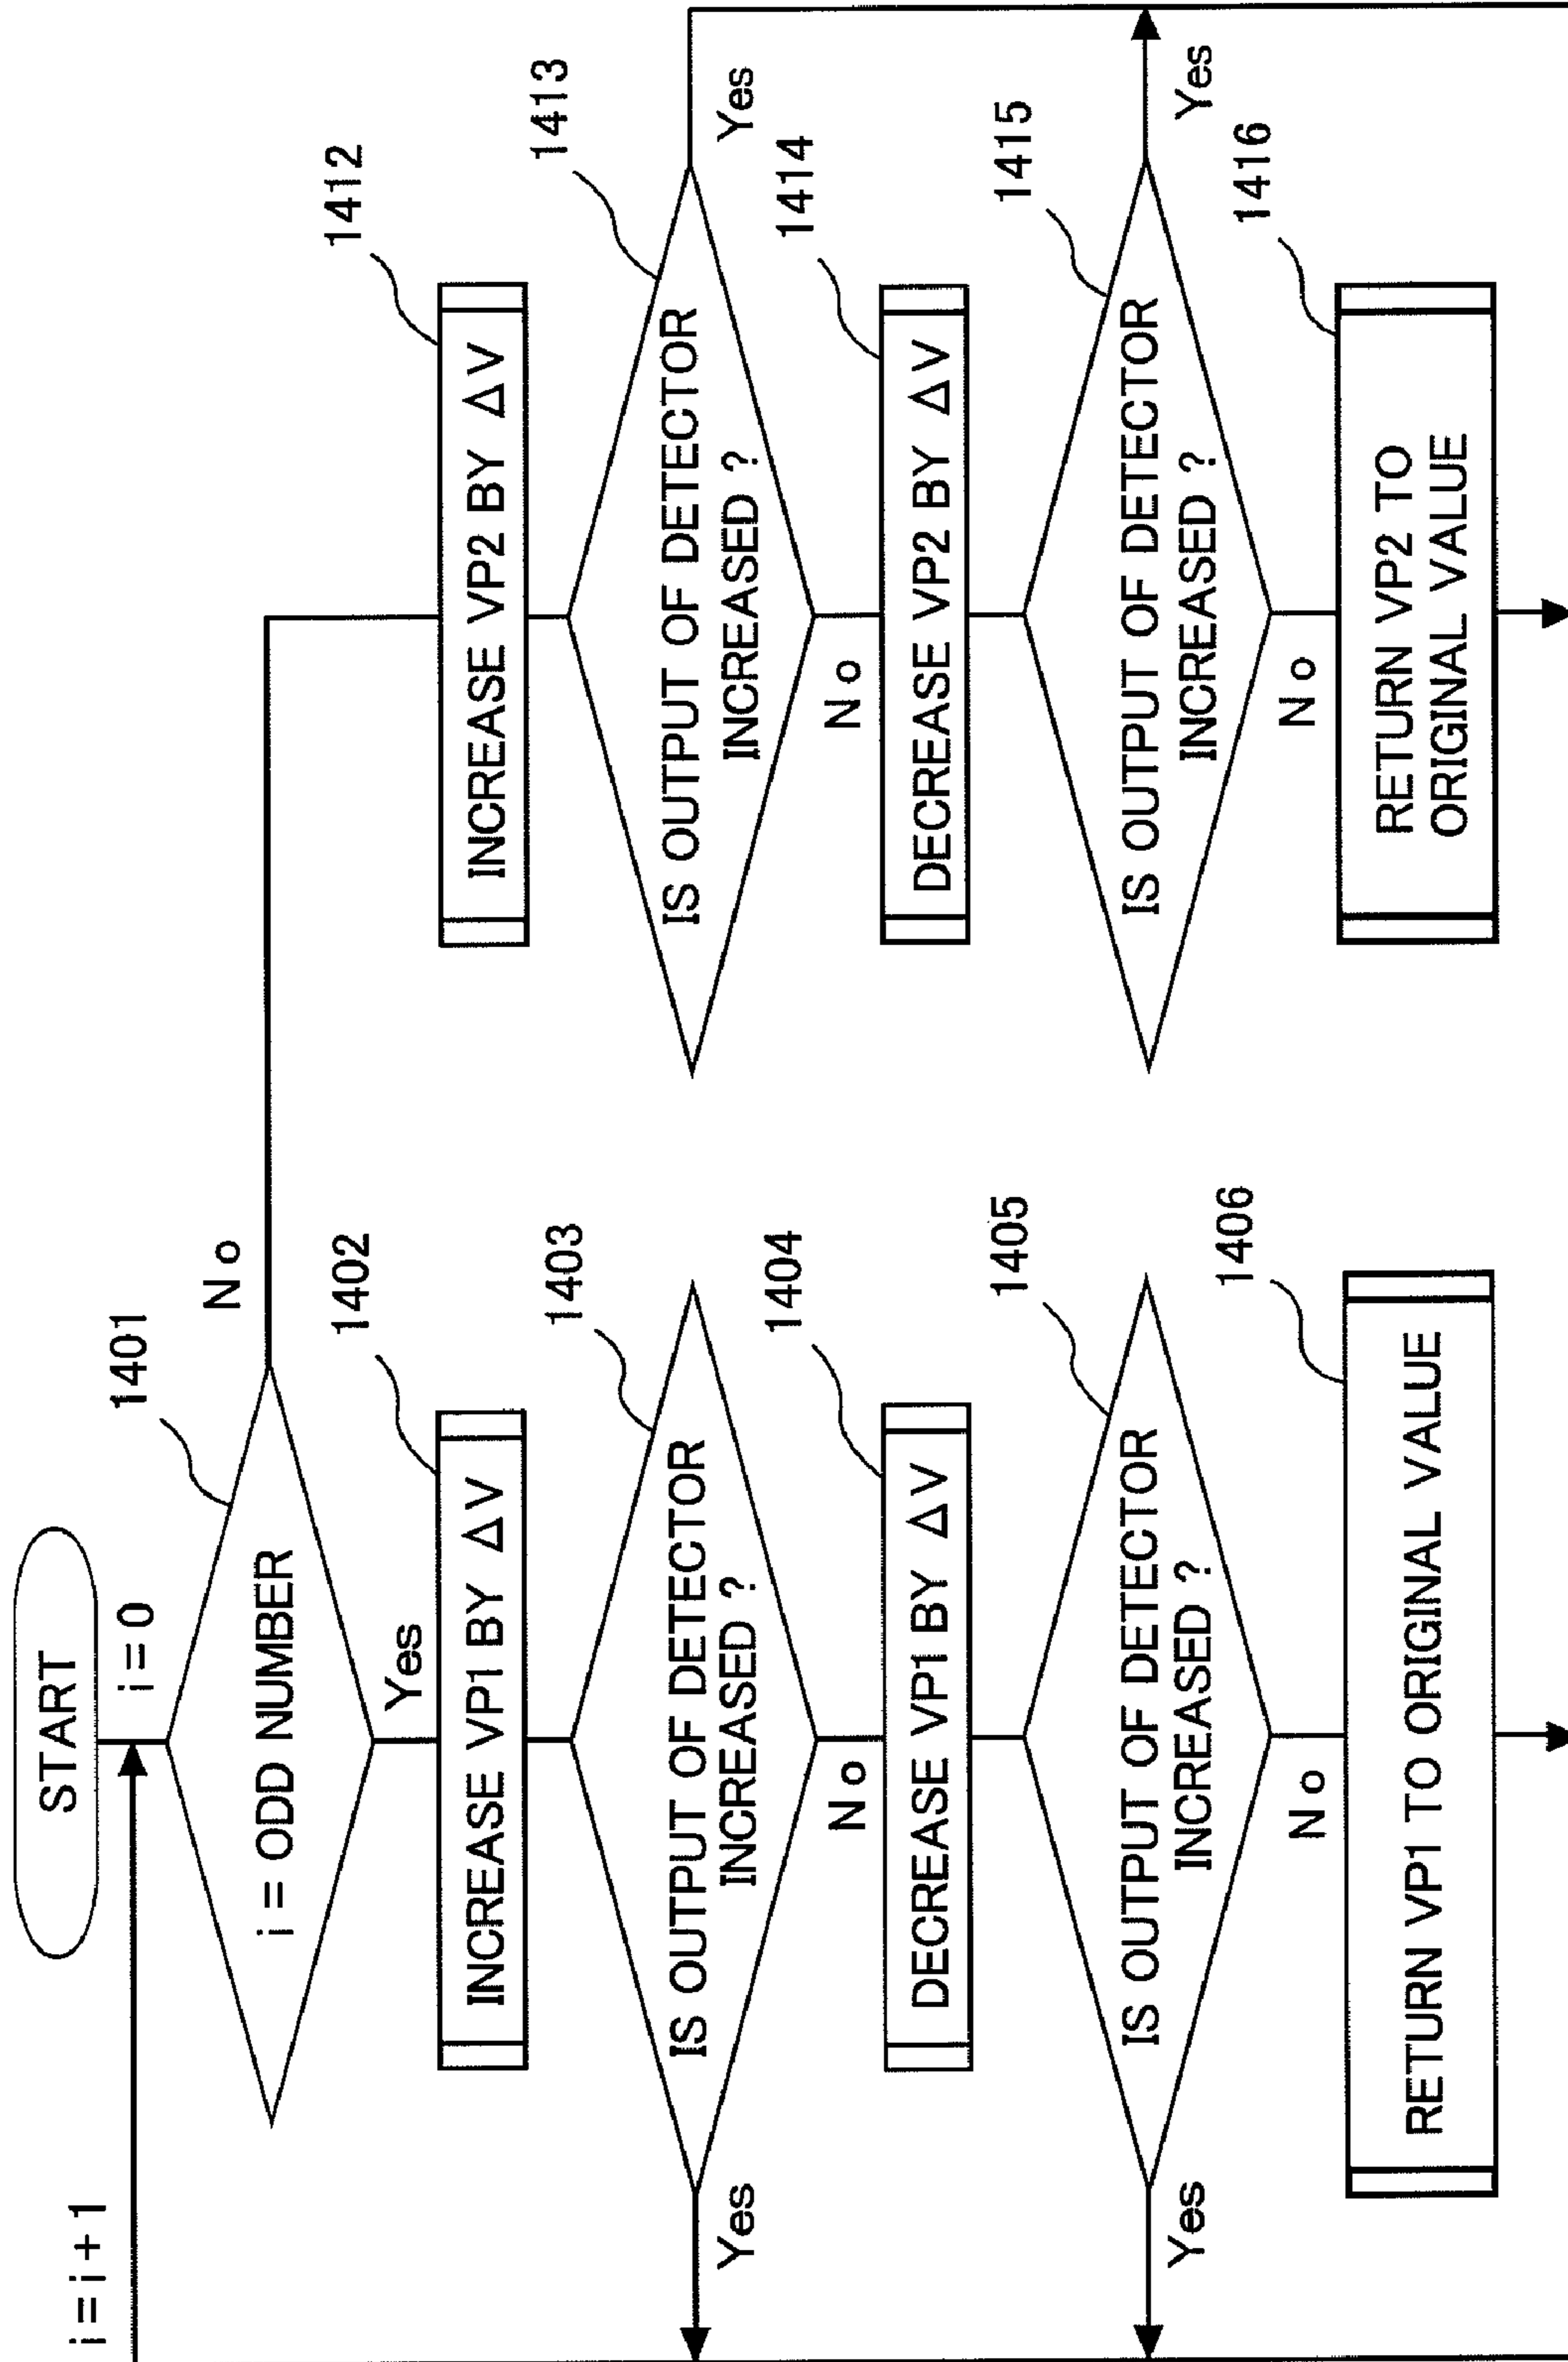 START
i=0
i=i+1
1401
i = ODD NUMBER
No
Yes
1402
INCREASE VP1 BY ΔV
1403
IS OUTPUT OF DETECTOR
INCREASED ?
Yes
No
1404
DECREASE VP1 BY ΔV
1405
IS OUTPUT OF DETECTOR
INCREASED ?
Yes
No
1406
RETURN VP1 TO ORIGINAL VALUE
1412
INCREASE VP2 BY ΔV
1413
IS OUTPUT OF DETECTOR
INCREASED ?
Yes
No
1414
DECREASE VP2 BY ΔV
1415
IS OUTPUT OF DETECTOR
INCREASED ?
Yes
No
1416
RETURN VP2 TO
ORIGINAL VALUE